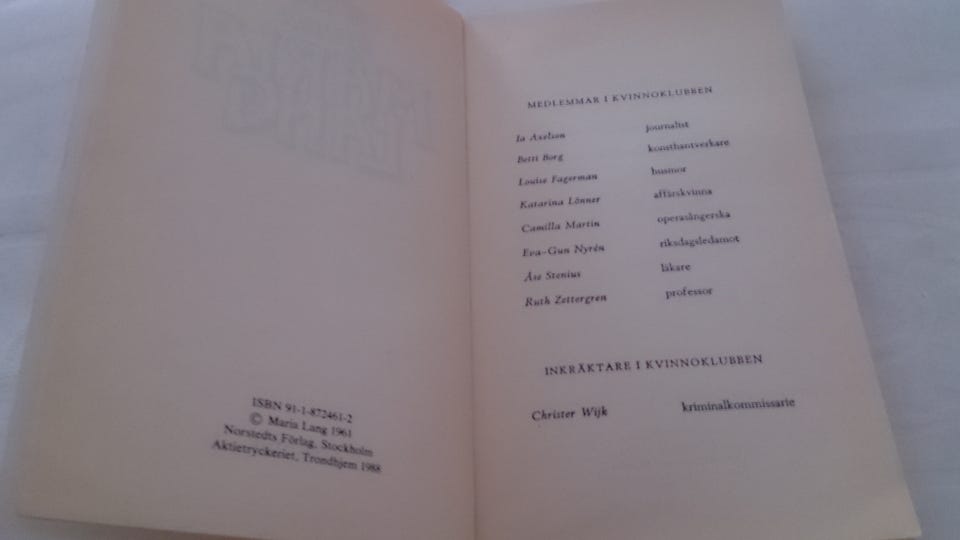 ISBN 91-1-872461-2
© Maria Lang 1961
Norstedts Förlag, Stockholm
Aktietryckeriet, Trondhjem 1988
MEDLEMMAR I KVINNOKLUBBEN
Ia Axelson journalist
Betti Borg konsthantverkare
Louise Fagerman husmor
Katarina Lönner affärskvinna
Camilla Martin operasångerska
Eva-Gun Nyrén riksdagsledamot
Åse Stenius läkare
Ruth Zettergren professor
INKRÄKTARE I KVINNOKLUBBEN
Christer Wijk kriminalkommissarie